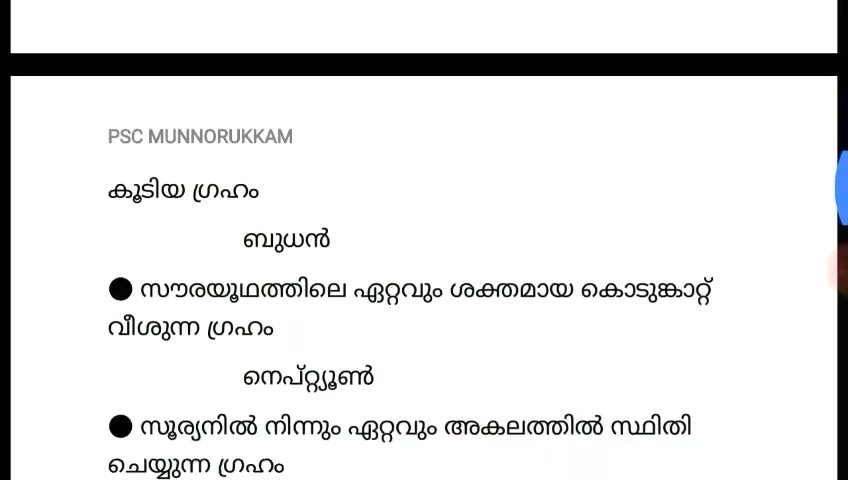 PSC MUNNORUKKAM
കൂടിയ ഗ്രഹം
ബുധൻ
● സൗരയൂഥത്തിലെ ഏറ്റവും ശക്തമായ കൊടുങ്കാറ്റ്
വീശുന്ന ഗ്രഹം
നെപ്റ്റ്യൂൺ
● സൂര്യനിൽ നിന്നും ഏറ്റവും അകലത്തിൽ സ്ഥിതി
ചെയ്യുന്ന ഗ്രഹം